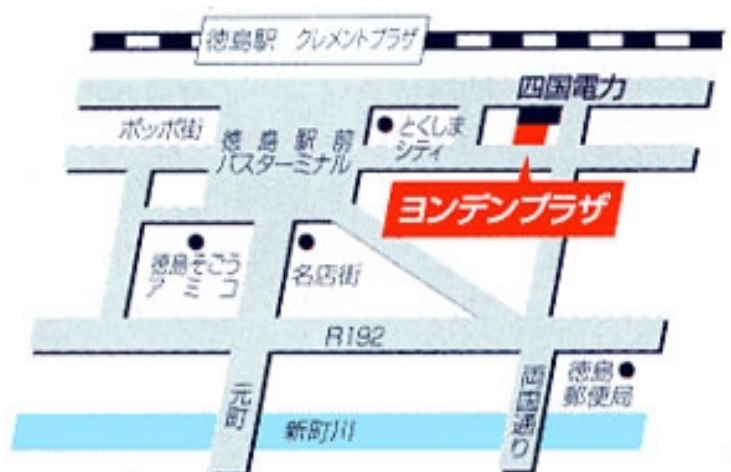 徳島駅 クレメントプラザ
四国電力
ポッポ街
徳島駅前
バスターミナル
とくしま
シティ
ヨンデンプラザ
徳島そごう
アミコ
名店街
R192
元町
両国通り
徳島
郵便局
新町川